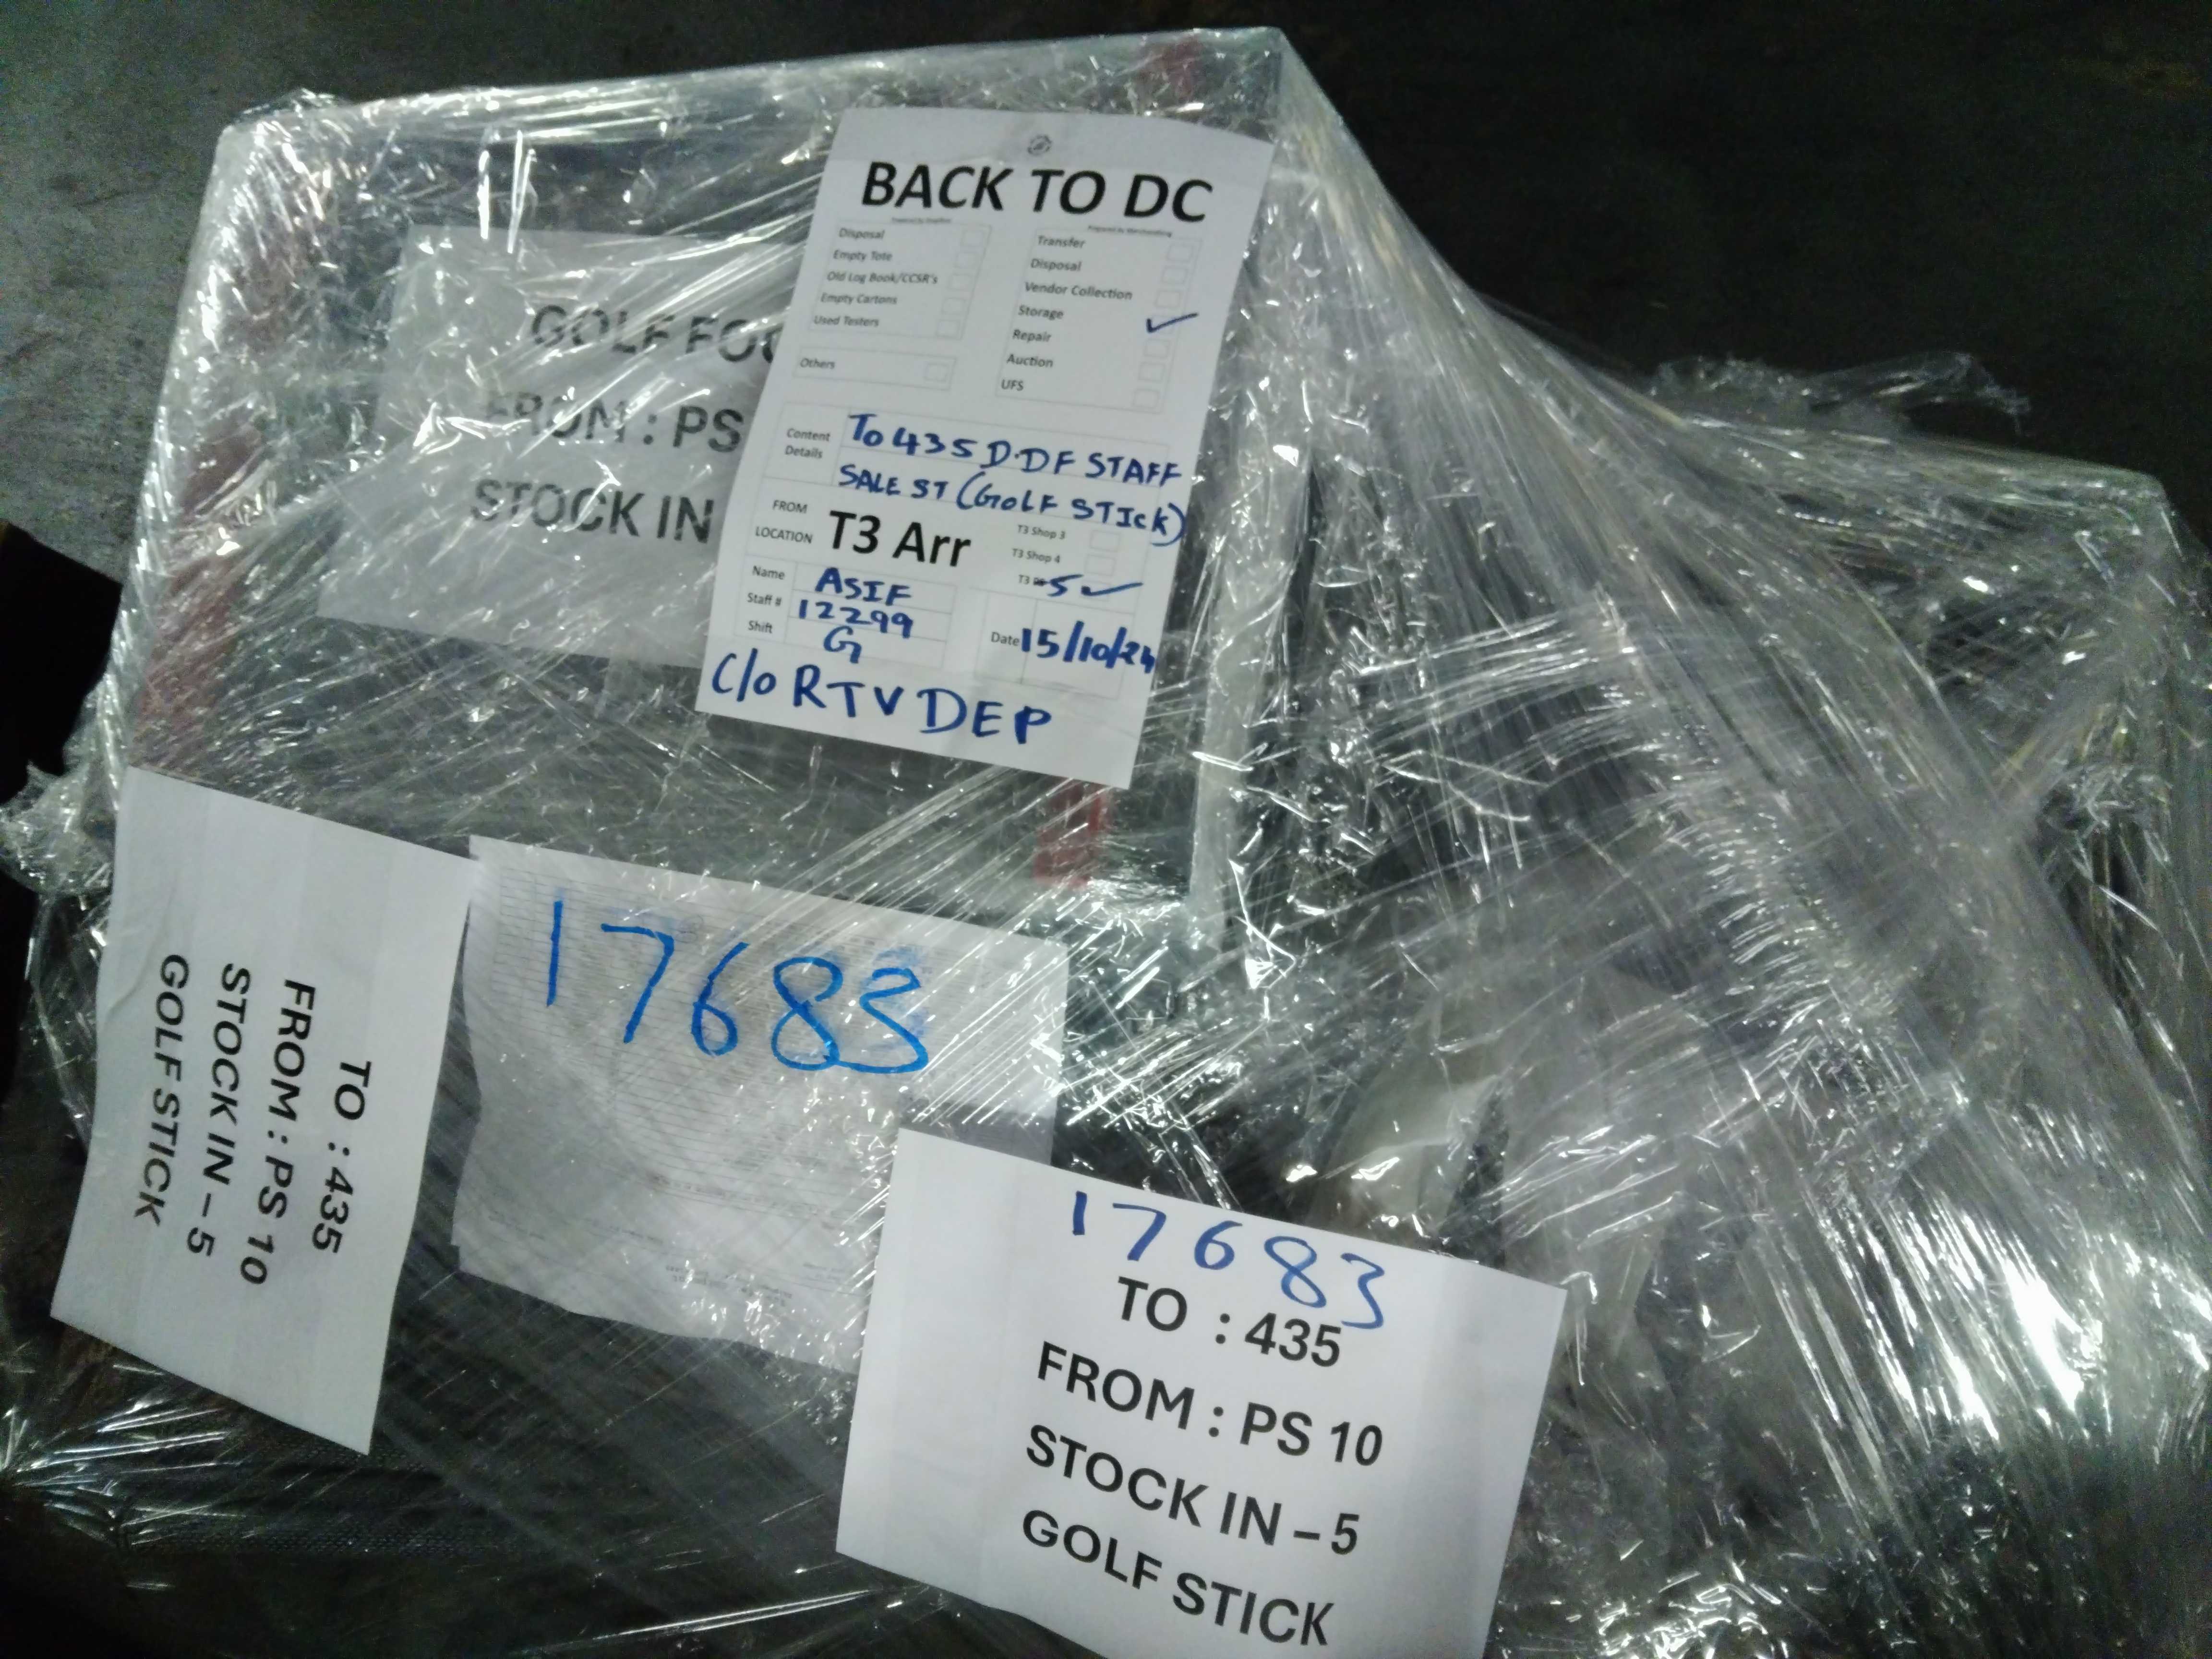 BACK TO DC
Disposal
Empty Tote
Old Log Book/CCSR's
Empty Cartons
Used Testers
Others
Prepared by Merchandising
Transfer
Disposal
Vendor Collection
Storage ✓
Repair
Auction
UFS
Content Details
To 435 D.DF STAFF
SALE ST (GOLF STICK)
FROM LOCATION
T3 Arr
T3 Shop 3
T3 Shop 4
T3 5 ✓
Name ASIF
Staff # 12299
Shift G
Date 15/10/24
C/o RTV DEP
GOLF
FROM : PS
STOCK IN
TO : 435
FROM : PS 10
STOCK IN – 5
GOLF STICK
17683
17683
TO : 435
FROM : PS 10
STOCK IN – 5
GOLF STICK